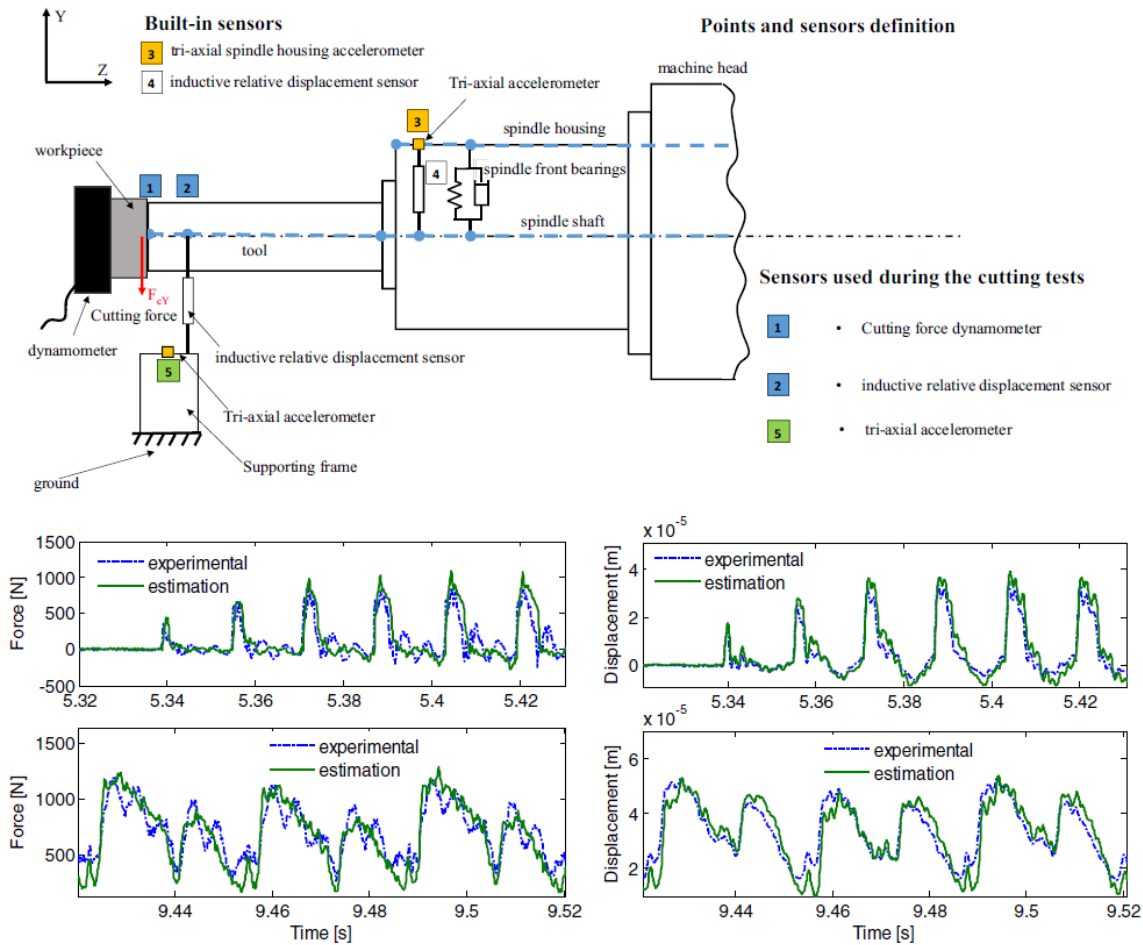 Y
Z
Built-in sensors
3 tri-axial spindle housing accelerometer
4 inductive relative displacement sensor
Points and sensors definition
machine head
Tri-axial accelerometer
workpiece
3
spindle housing
4
spindle front bearings
1 2
spindle shaft
tool
F_cY
Cutting force
dynamometer
inductive relative displacement sensor
5
Tri-axial accelerometer
Supporting frame
ground
Sensors used during the cutting tests
1 • Cutting force dynamometer
2 • inductive relative displacement sensor
5 • tri-axial accelerometer
Force [N]
1500
1000
500
0
-500
experimental
estimation
5.32 5.34 5.36 5.38 5.4 5.42
x 10^-5
Displacement [m]
4
2
0
experimental
estimation
5.34 5.36 5.38 5.4 5.42
Force [N]
1500
1000
500
experimental
estimation
9.44 9.46 9.48 9.5 9.52
Time [s]
x 10^-5
Displacement [m]
6
4
2
experimental
estimation
9.44 9.46 9.48 9.5 9.52
Time [s]